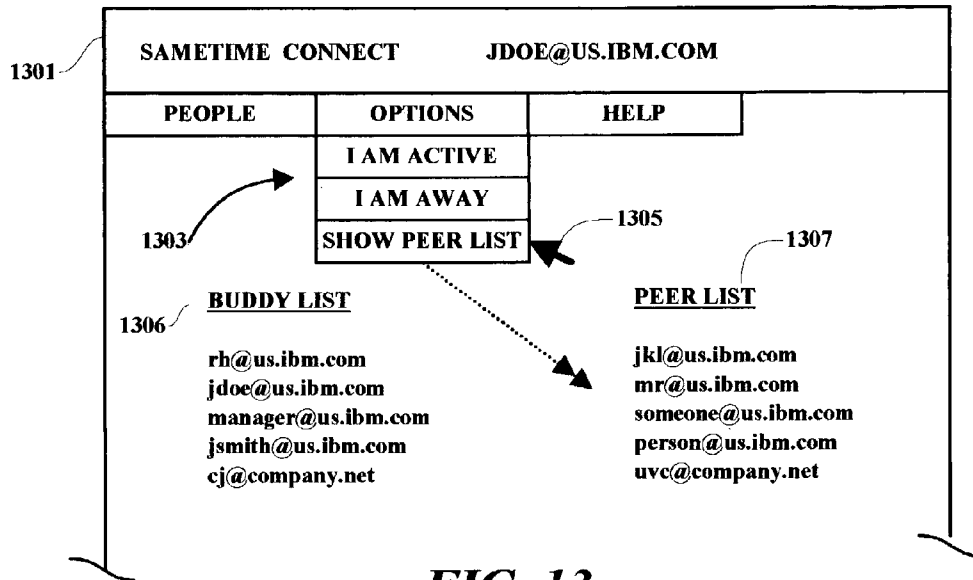 SAMETIME CONNECT JDOE@US.IBM.COM
1301
PEOPLE OPTIONS HELP
I AM ACTIVE
I AM AWAY
SHOW PEER LIST
1303
1305
1307
BUDDY LIST PEER LIST
1306
rh@us.ibm.com jkl@us.ibm.com
jdoe@us.ibm.com mr@us.ibm.com
manager@us.ibm.com someone@us.ibm.com
jsmith@us.ibm.com person@us.ibm.com
cj@company.net uvc@company.net
FIG. 13